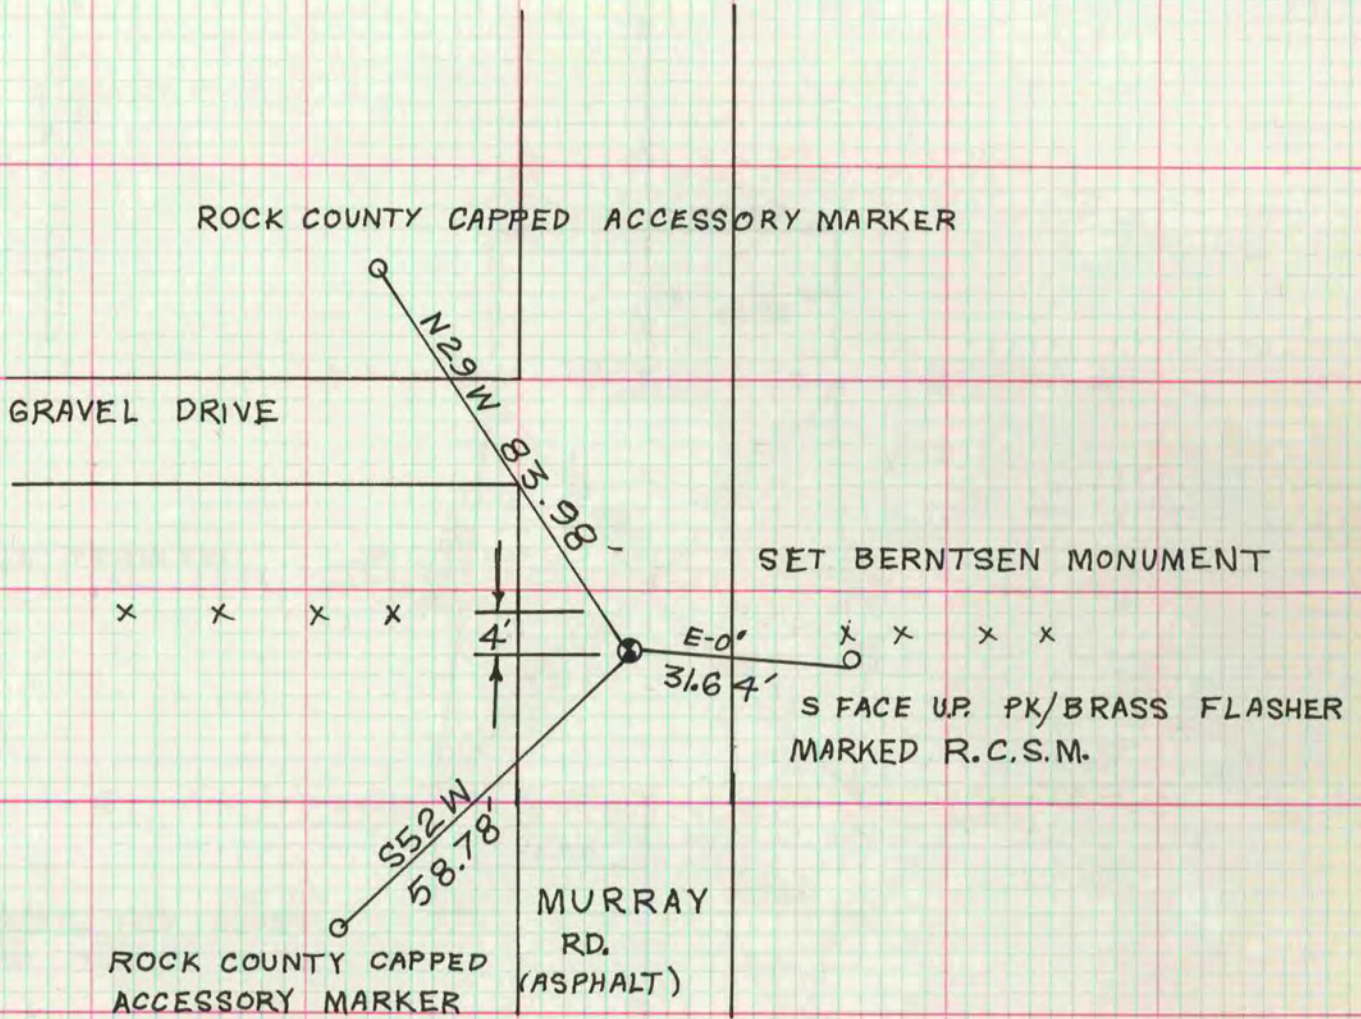 ROCK COUNTY CAPPED ACCESSORY MARKER
N29W 83.98'
GRAVEL DRIVE
SET BERNTSEN MONUMENT
x x x x
4'
E-0'
31.64'
x x x x
S FACE U.P. PK/BRASS FLASHER
MARKED R.C.S.M.
S52W
58.78'
MURRAY
RD.
(ASPHALT)
ROCK COUNTY CAPPED
ACCESSORY MARKER